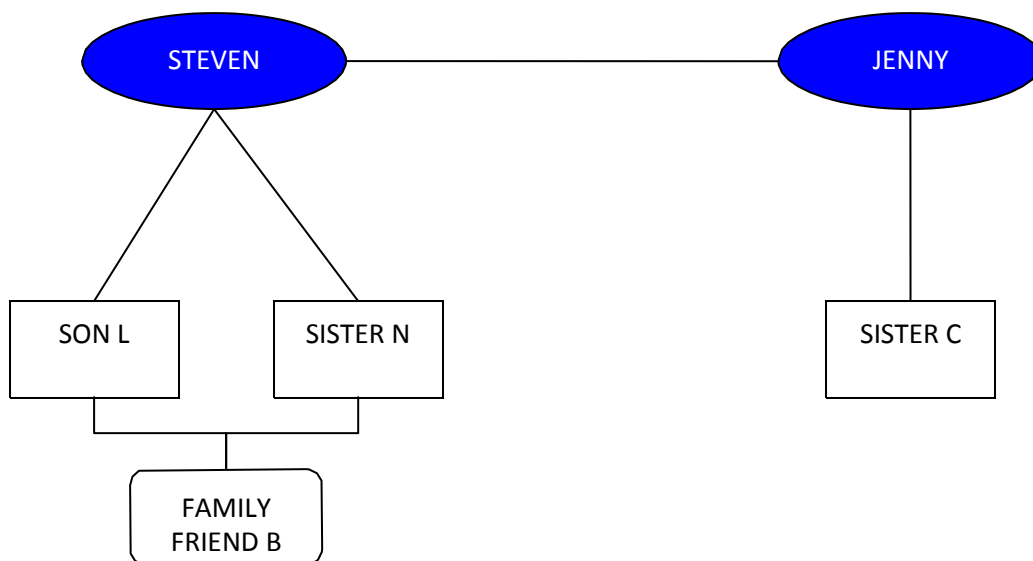 STEVEN
JENNY
SON L
SISTER N
SISTER C
FAMILY
FRIEND B